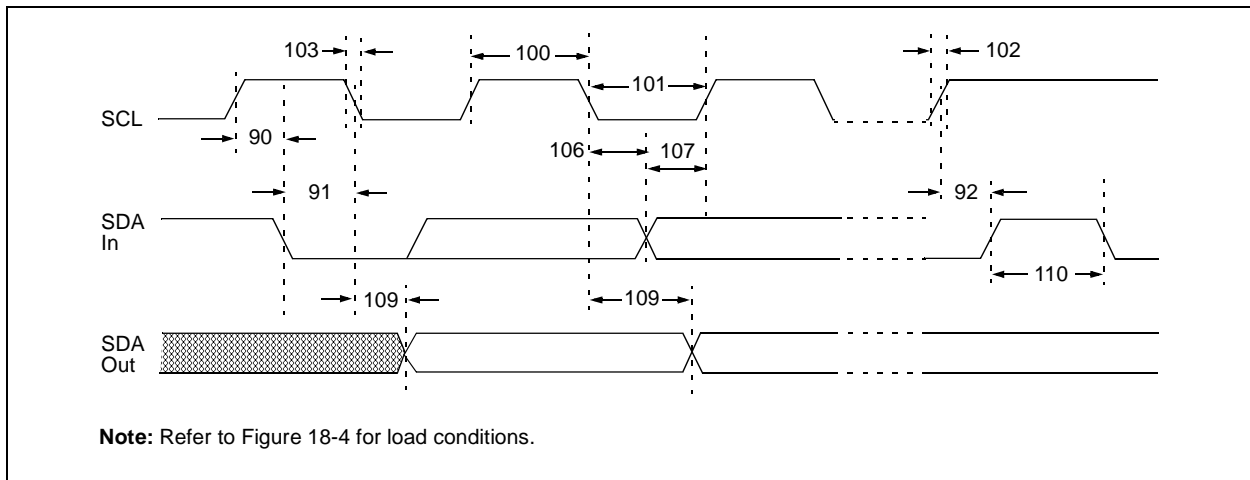 103
100
102
101
SCL
90
106
107
91
92
SDA
In
110
109
109
SDA
Out
Note: Refer to Figure 18-4 for load conditions.